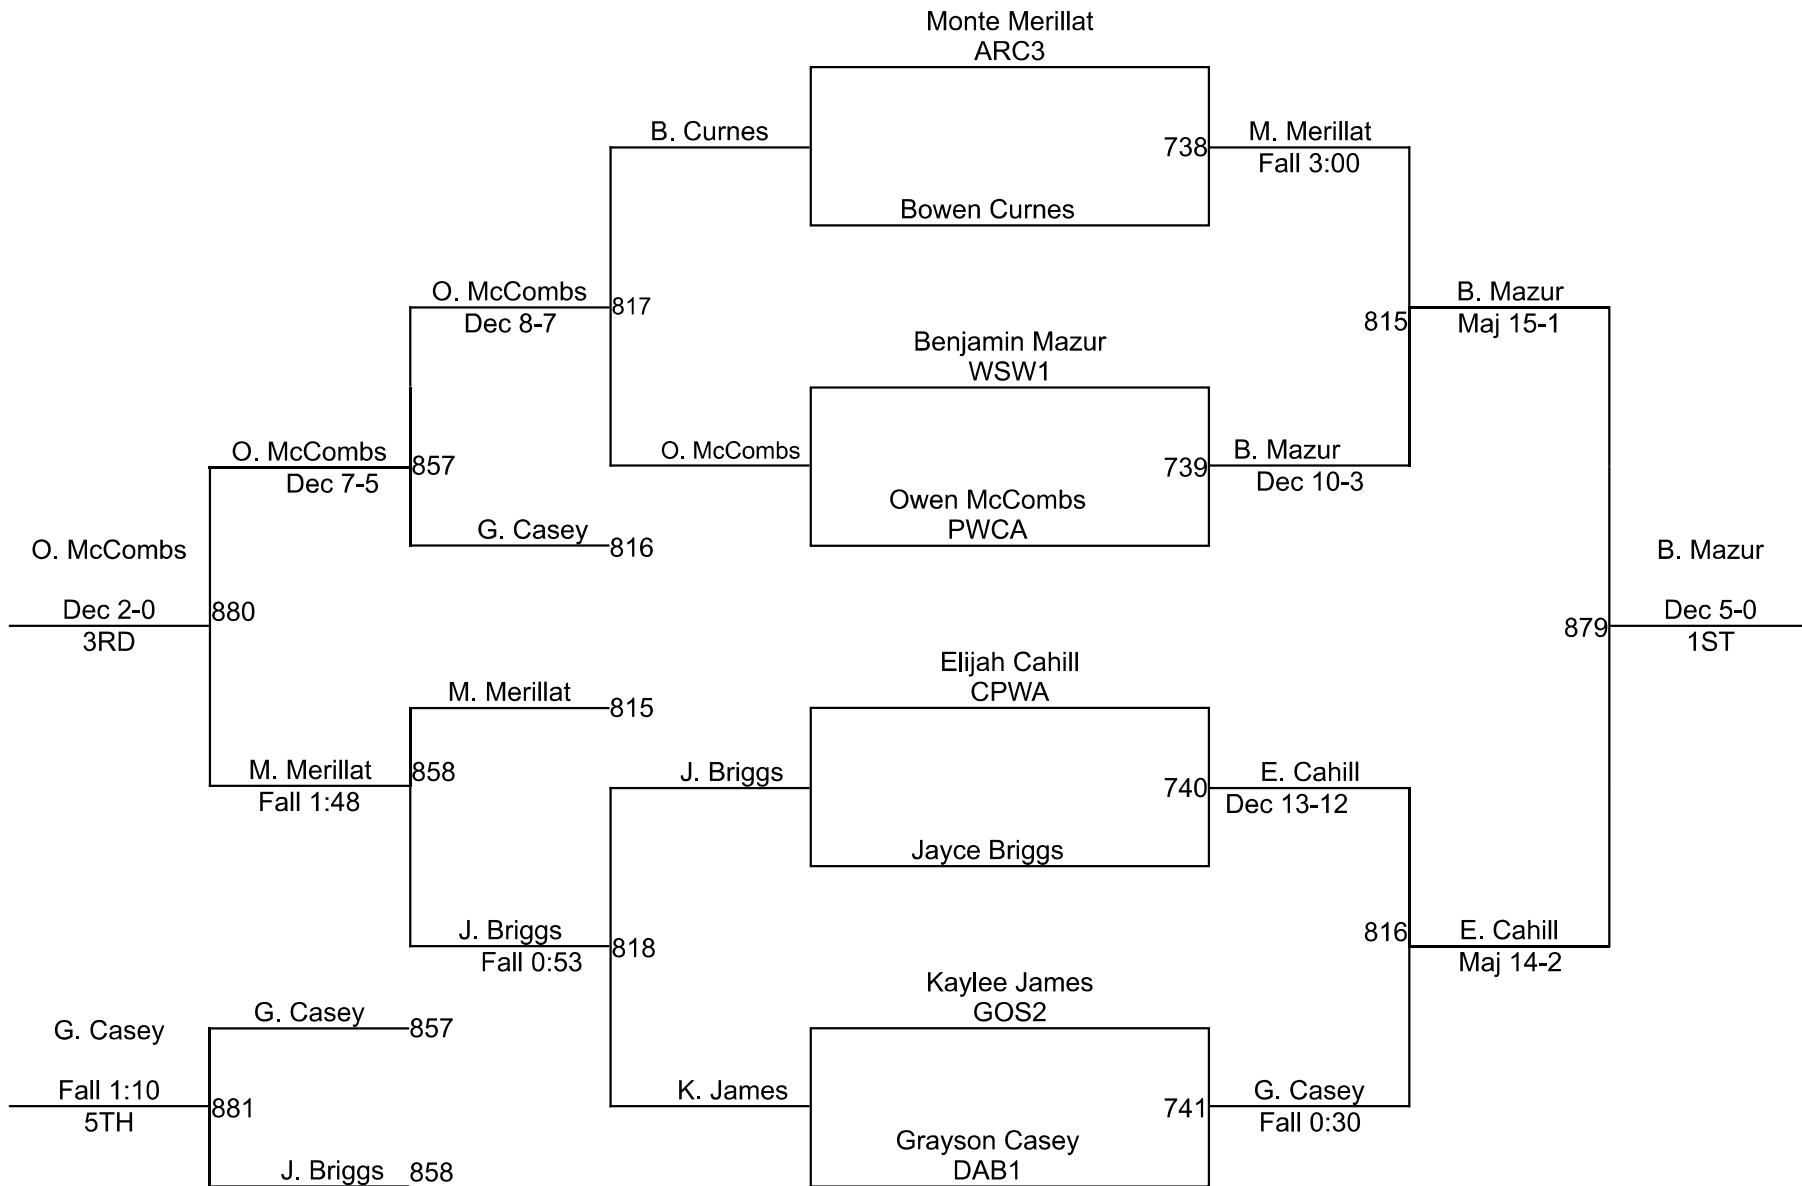 Monte Merillat
ARC3
B. Curnes
738
M. Merillat
Fall 3:00
Bowen Curnes
O. McCombs
Dec 8-7
817
B. Mazur
Maj 15-1
815
Benjamin Mazur
WSW1
O. McCombs
Dec 7-5
857
O. McCombs
739
B. Mazur
Dec 10-3
Owen McCombs
PWCA
G. Casey
816
O. McCombs
Dec 2-0
3RD
880
B. Mazur
Dec 5-0
1ST
879
Elijah Cahill
CPWA
M. Merillat
815
M. Merillat
Fall 1:48
858
J. Briggs
740
E. Cahill
Dec 13-12
Jayce Briggs
J. Briggs
Fall 0:53
818
816
E. Cahill
Maj 14-2
Kaylee James
GOS2
G. Casey
857
G. Casey
Fall 1:10
5TH
881
K. James
741
G. Casey
Fall 0:30
Grayson Casey
DAB1
J. Briggs
858